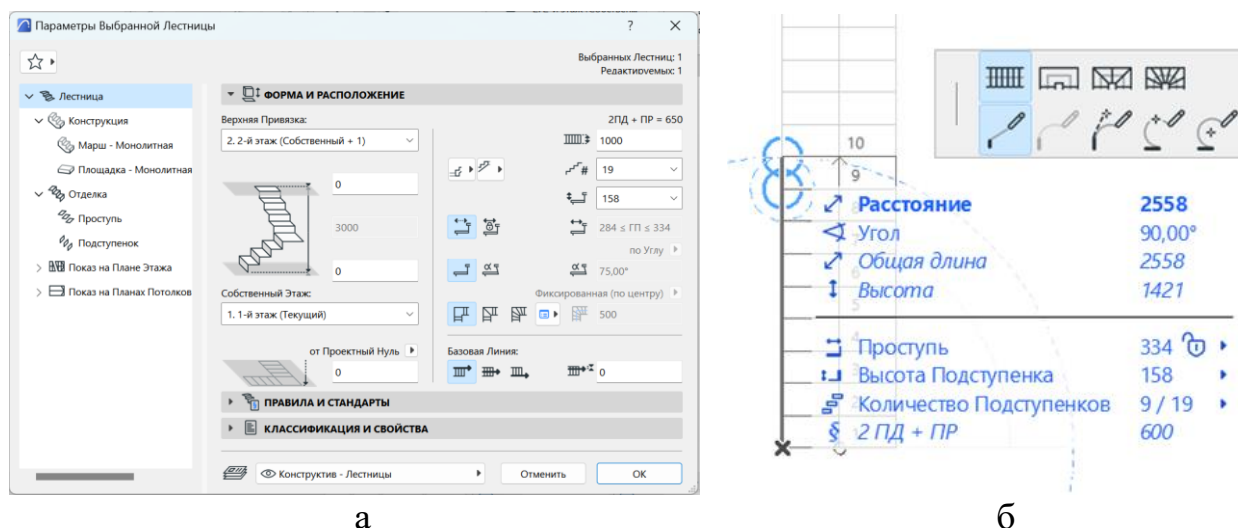 Параметры Выбранной Лестницы
Выбранных Лестниц: 1
Редактируемых: 1
Лестница
Конструкция
Марш - Монолитная
Площадка - Монолитная
Отделка
Проступь
Подступенок
Показ на Плане Этажа
Показ на Планах Потолков
ФОРМА И РАСПОЛОЖЕНИЕ
Верхняя Привязка:
2. 2-й этаж (Собственный + 1)
0
3000
0
Собственный Этаж:
1. 1-й этаж (Текущий)
от Проектный Нуль
0
2ПД + ПР = 650
1000
19
158
284 ≤ ГП ≤ 334
по Углу
75,00°
Фиксированная (по центру)
500
Базовая Линия:
0
ПРАВИЛА И СТАНДАРТЫ
КЛАССИФИКАЦИЯ И СВОЙСТВА
Конструктив - Лестницы
Отменить
ОК
а
10
9
Расстояние 2558
Угол 90,00°
Общая длина 2558
Высота 1421
Проступь 334
Высота Подступенка 158
Количество Подступенков 9 / 19
2 ПД + ПР 600
б